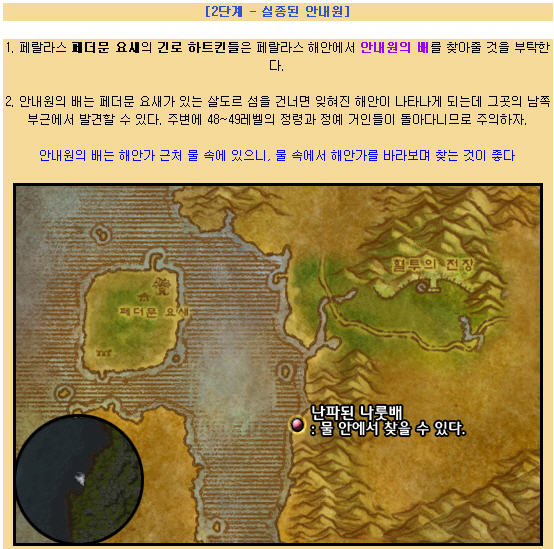 [2단계 - 실종된 안내원]
1. 페랄라스 페더문 요새의 긴로 하트킨들은 페랄라스 해안에서 안내원의 배를 찾아줄 것을 부탁한
다.
2. 안내원의 배는 페더문 요새가 있는 살도르 섬을 건너면 잊혀진 해안이 나타나게 되는데 그곳의 남쪽
부근에서 발견할 수 있다. 주변에 48~49레벨의 정령과 정예 거인들이 돌아다니므로 주의하자.
안내원의 배는 해안가 근처 물 속에 있으니, 물 속에서 해안가를 바라보며 찾는 것이 좋다
혈투의 전장
페더문 요새
난파된 나룻배
: 물 안에서 찾을 수 있다.